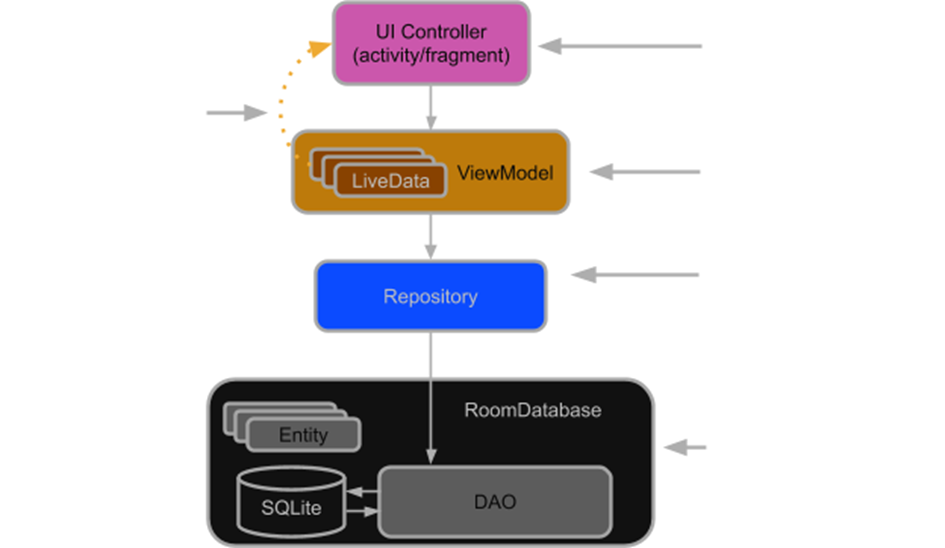 UI Controller
(activity/fragment)
LiveData
ViewModel
Repository
RoomDatabase
Entity
SQLite
DAO